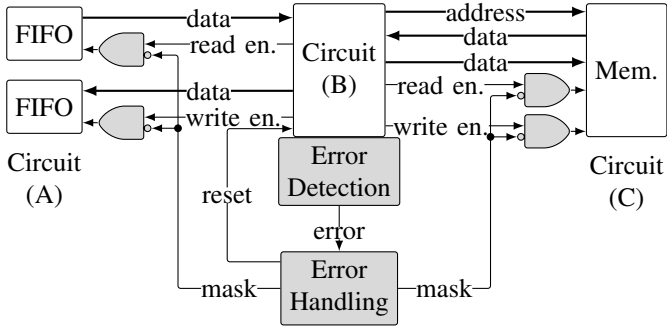 data
address
FIFO
read en.
Circuit
(B)
data
data
Mem.
FIFO
data
write en.
read en.
write en.
Circuit
(A)
Error
Detection
Circuit
(C)
reset
error
mask
Error
Handling
mask